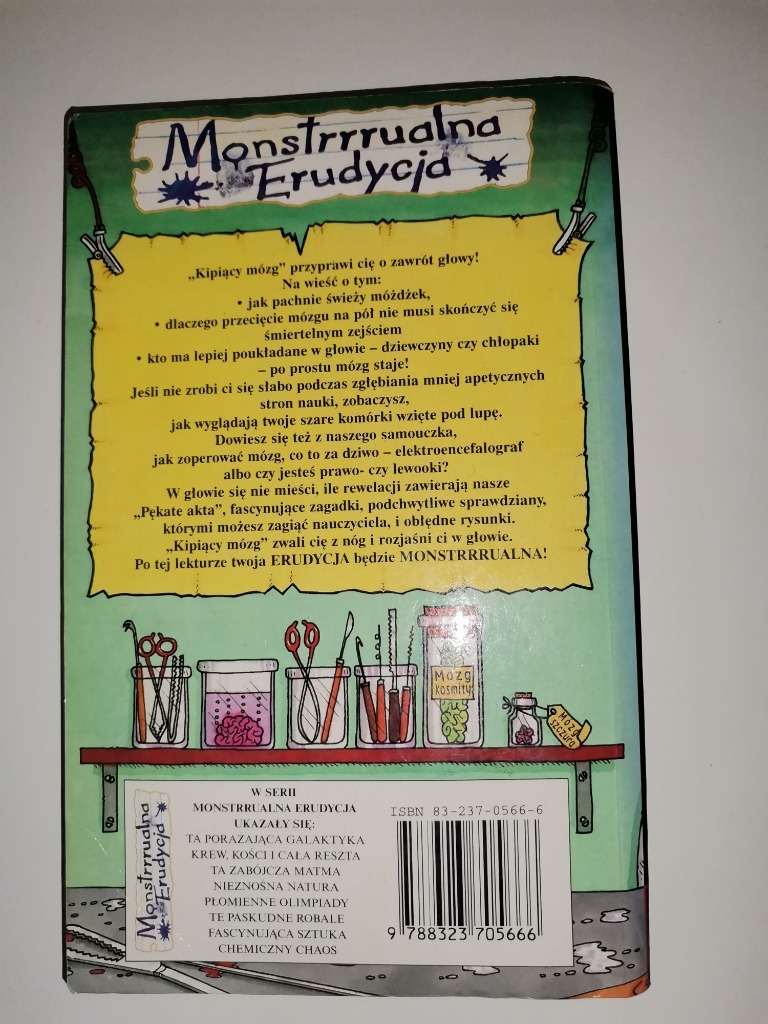 Monstrrrualna
Erudycja
„Kipiący mózg” przyprawi cię o zawrót głowy!
Na wieść o tym:
• jak pachnie świeży móżdżek,
• dlaczego przecięcie mózgu na pół nie musi skończyć się
śmiertelnym zejściem
• kto ma lepiej poukładane w głowie – dziewczyny czy chłopaki
– po prostu mózg staje!
Jeśli nie zrobi ci się słabo podczas zgłębiania mniej apetycznych
stron nauki, zobaczysz,
jak wyglądają twoje szare komórki wzięte pod lupę.
Dowiesz się też z naszego samouczka,
jak zoperować mózg, co to za dziwo – elektroencefalograf
albo czy jesteś prawo- czy lewooki?
W głowie się nie mieści, ile rewelacji zawierają nasze
„Pękate akta”, fascynujące zagadki, podchwytliwe sprawdziany,
którymi możesz zagiąć nauczyciela, i obłędne rysunki.
„Kipiący mózg” zwali cię z nóg i rozjaśni ci w głowie.
Po tej lekturze twoja ERUDYCJA będzie MONSTRRRUALNA!
Mózg
kosmity
Mózg
szczura
Monstrrrualna
Erudycja
W SERII
MONSTRRUALNA ERUDYCJA
UKAZAŁY SIĘ:
TA PORAŻAJĄCA GALAKTYKA
KREW, KOŚCI I CAŁA RESZTA
TA ZABÓJCZA MATMA
NIEZNOŚNA NATURA
PŁOMIENNE OLIMPIADY
TE PASKUDNE ROBALE
FASCYNUJĄCA SZTUKA
CHEMICZNY CHAOS
ISBN 83-237-0566-6
9 788323 705666